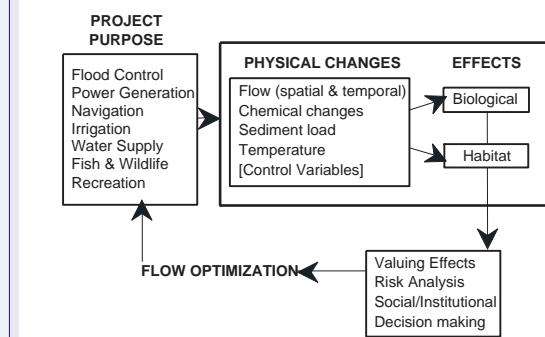 PROJECT
PURPOSE
Flood Control
Power Generation
Navigation
Irrigation
Water Supply
Fish & Wildlife
Recreation
PHYSICAL CHANGES
Flow (spatial & temporal)
Chemical changes
Sediment load
Temperature
[Control Variables]
EFFECTS
Biological
Habitat
Valuing Effects
Risk Analysis
Social/Institutional
Decision making
FLOW OPTIMIZATION